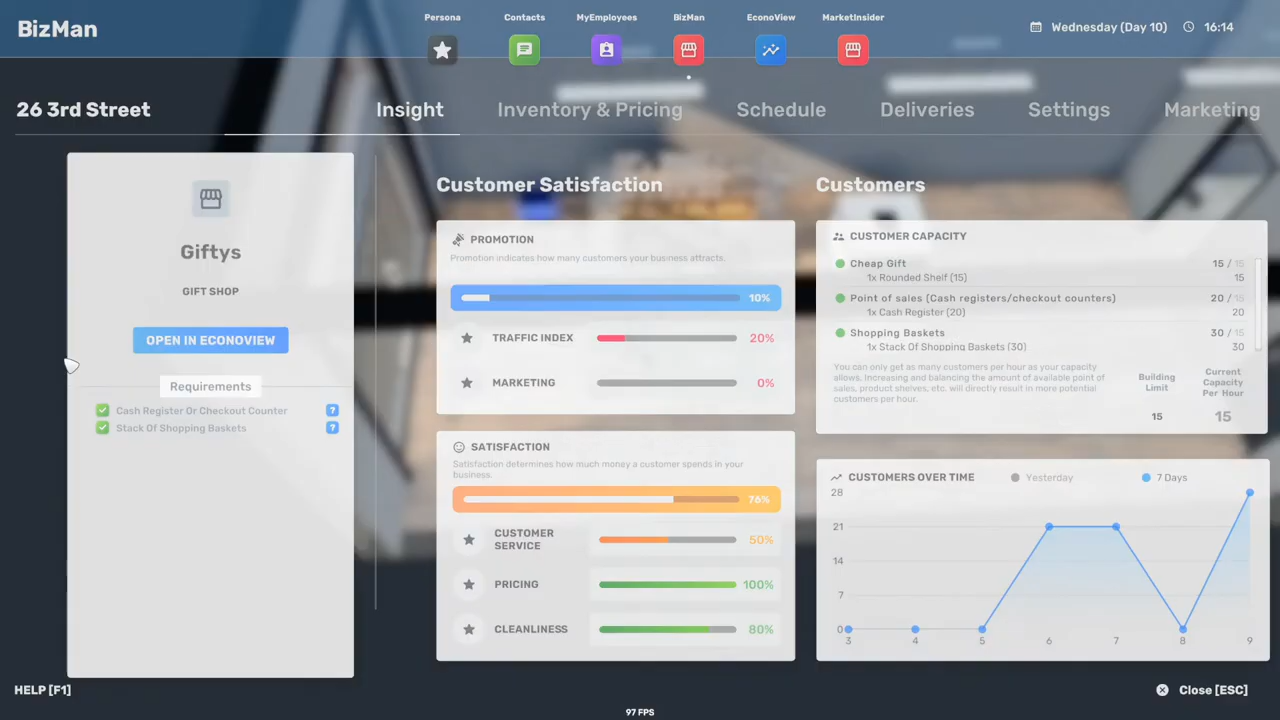 BizMan
Persona
Contacts
MyEmployees
BizMan
EconoView
MarketInsider
Wednesday (Day 10)
16:14
26 3rd Street
Insight
Inventory & Pricing
Schedule
Deliveries
Settings
Marketing
Giftys
GIFT SHOP
OPEN IN ECONOVIEW
Requirements
Cash Register Or Checkout Counter ?
Stack Of Shopping Baskets ?
Customer Satisfaction
PROMOTION
Promotion indicates how many customers your business attracts.
10%
TRAFFIC INDEX 20%
MARKETING 0%
SATISFACTION
Satisfaction determines how much money a customer spends in your
business.
76%
CUSTOMER
SERVICE
50%
PRICING 100%
CLEANLINESS 80%
Customers
CUSTOMER CAPACITY
Cheap Gift 15 / 15
1x Rounded Shelf (15) 15
Point of sales (Cash registers/checkout counters) 20 / 15
1x Cash Register (20) 20
Shopping Baskets 30 / 15
1x Stack Of Shopping Baskets (30) 30
You can only get as many customers per hour as your capacity
allows. Increasing and balancing the amount of available point of
sales, product shelves, etc. will directly result in more potential
customers per hour.
Building
Limit
15
Current
Capacity
Per Hour
15
CUSTOMERS OVER TIME
Yesterday
7 Days
28
21
14
7
0
3 4 5 6 7 8 9
HELP [F1]
Close [ESC]
97 FPS